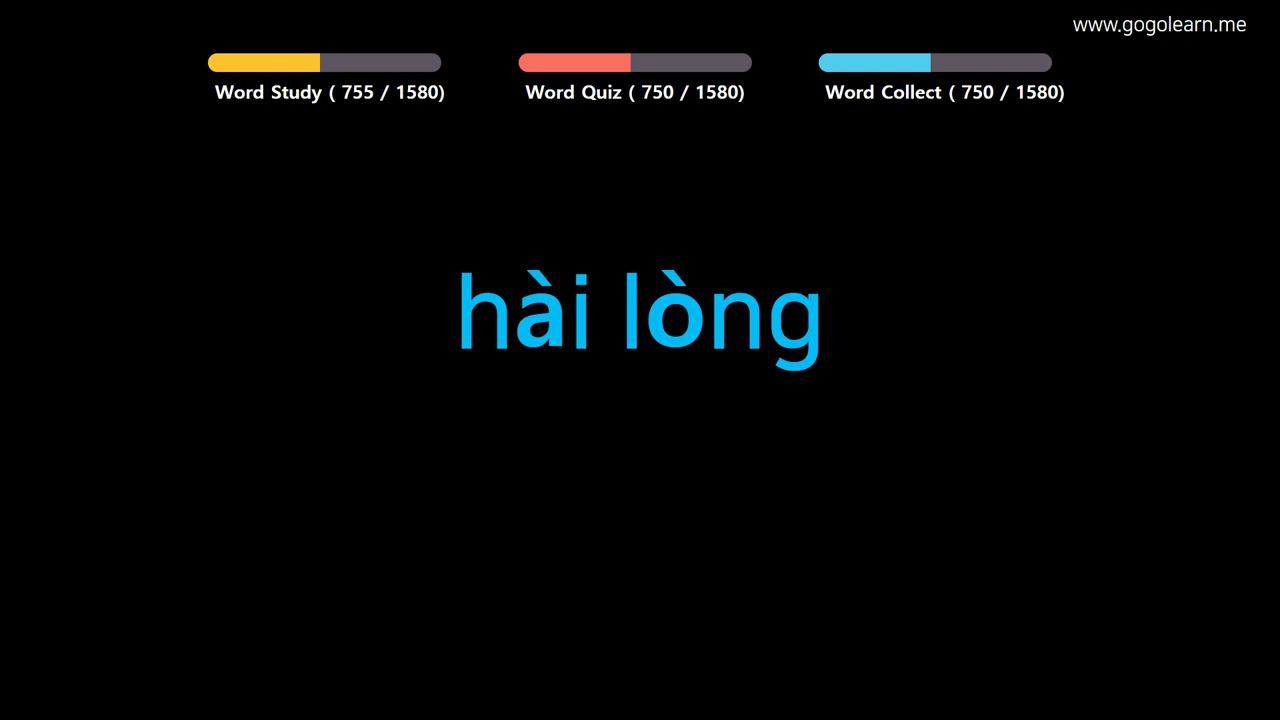 www.gogolearn.me
Word Study ( 755 / 1580)
Word Quiz ( 750 / 1580)
Word Collect ( 750 / 1580)
hài lòng